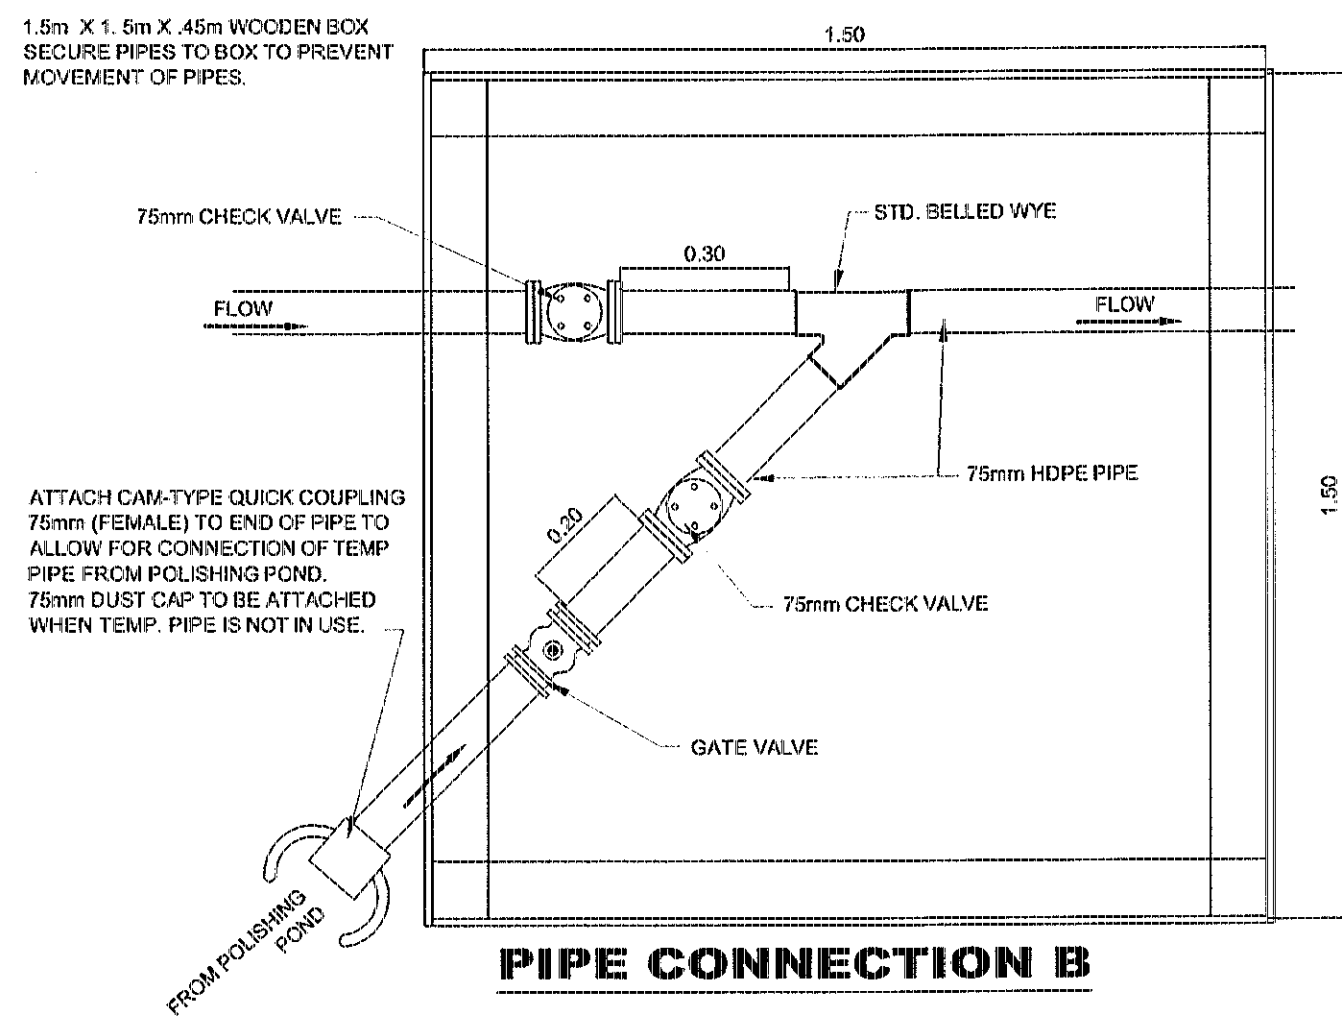 1.5m X 1. 5m X .45m WOODEN BOX
SECURE PIPES TO BOX TO PREVENT
MOVEMENT OF PIPES.
1.50
75mm CHECK VALVE
STD. BELLED WYE
0.30
FLOW
FLOW
75mm HDPE PIPE
1.50
ATTACH CAM-TYPE QUICK COUPLING
75mm (FEMALE) TO END OF PIPE TO
ALLOW FOR CONNECTION OF TEMP
PIPE FROM POLISHING POND.
75mm DUST CAP TO BE ATTACHED
WHEN TEMP. PIPE IS NOT IN USE.
0.20
75mm CHECK VALVE
GATE VALVE
FROM POLISHING
POND
PIPE CONNECTION B